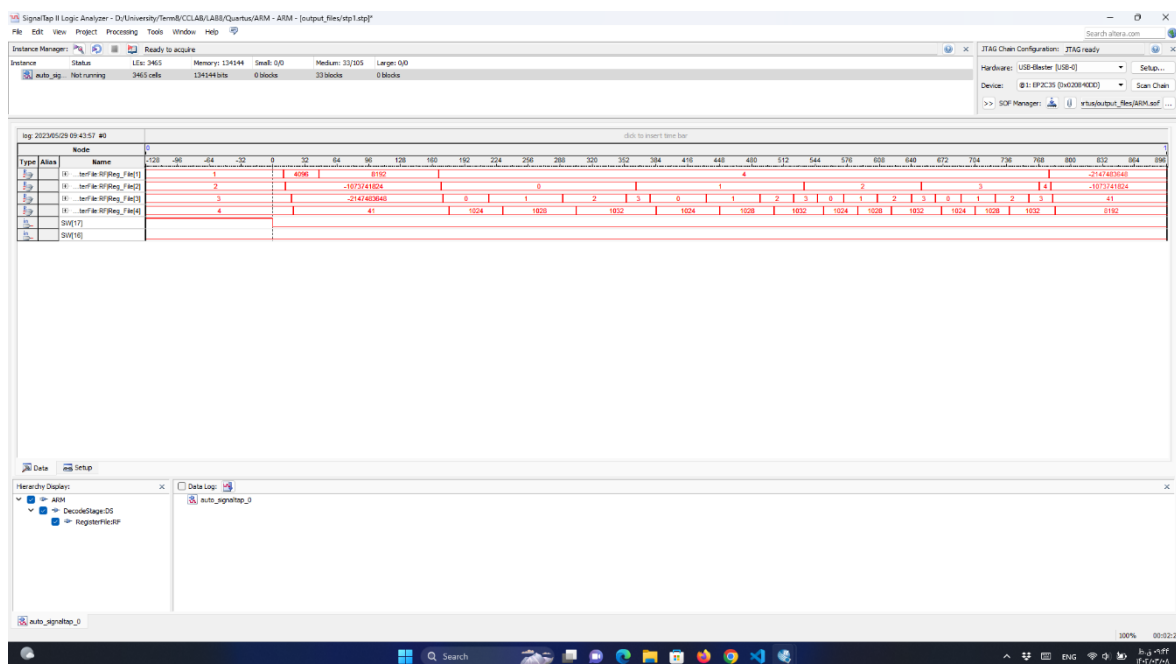 SignalTap II Logic Analyzer - D:/University/Term8/CCLAB/LAB8/Quartus/ARM - ARM - [output_files/stp1.stp]*
File Edit View Project Processing Tools Window Help
Search altera.com
Instance Manager: Ready to acquire
JTAG Chain Configuration: JTAG ready
Instance Status LEs: 3465 Memory: 134144 Small: 0/0 Medium: 33/105 Large: 0/0
auto_sig... Not running 3465 cells 134144 bits 0 blocks 33 blocks 0 blocks
Hardware: USB-Blaster [USB-0] Setup...
Device: @1: EP2C35 (0x020B40DD) Scan Chain
>> SOF Manager: rtus/output_files/ARM.sof ...
log: 2023/05/29 09:43:57 #0 click to insert time bar
Node 0 1
Type Alias Name -128 -96 -64 -32 0 32 64 96 128 160 192 224 256 288 320 352 384 416 448 480 512 544 576 608 640 672 704 736 768 800 832 864 896
...terFile:RF|Reg_File[1] 1 4096 8192 4 -2147483648
...terFile:RF|Reg_File[2] 2 -1073741824 0 1 2 3 4 -1073741824
...terFile:RF|Reg_File[3] 3 -2147483648 0 1 2 3 0 1 2 3 0 1 2 3 0 1 2 3 41
...terFile:RF|Reg_File[4] 4 41 1024 1028 1032 1024 1028 1032 1024 1028 1032 1024 1028 1032 8192
SW[17]
SW[16]
Data Setup
Hierarchy Display: Data Log:
ARM auto_signaltap_0
DecodeStage:DS
RegisterFile:RF
auto_signaltap_0
100% 00:02:2
Search
ENG